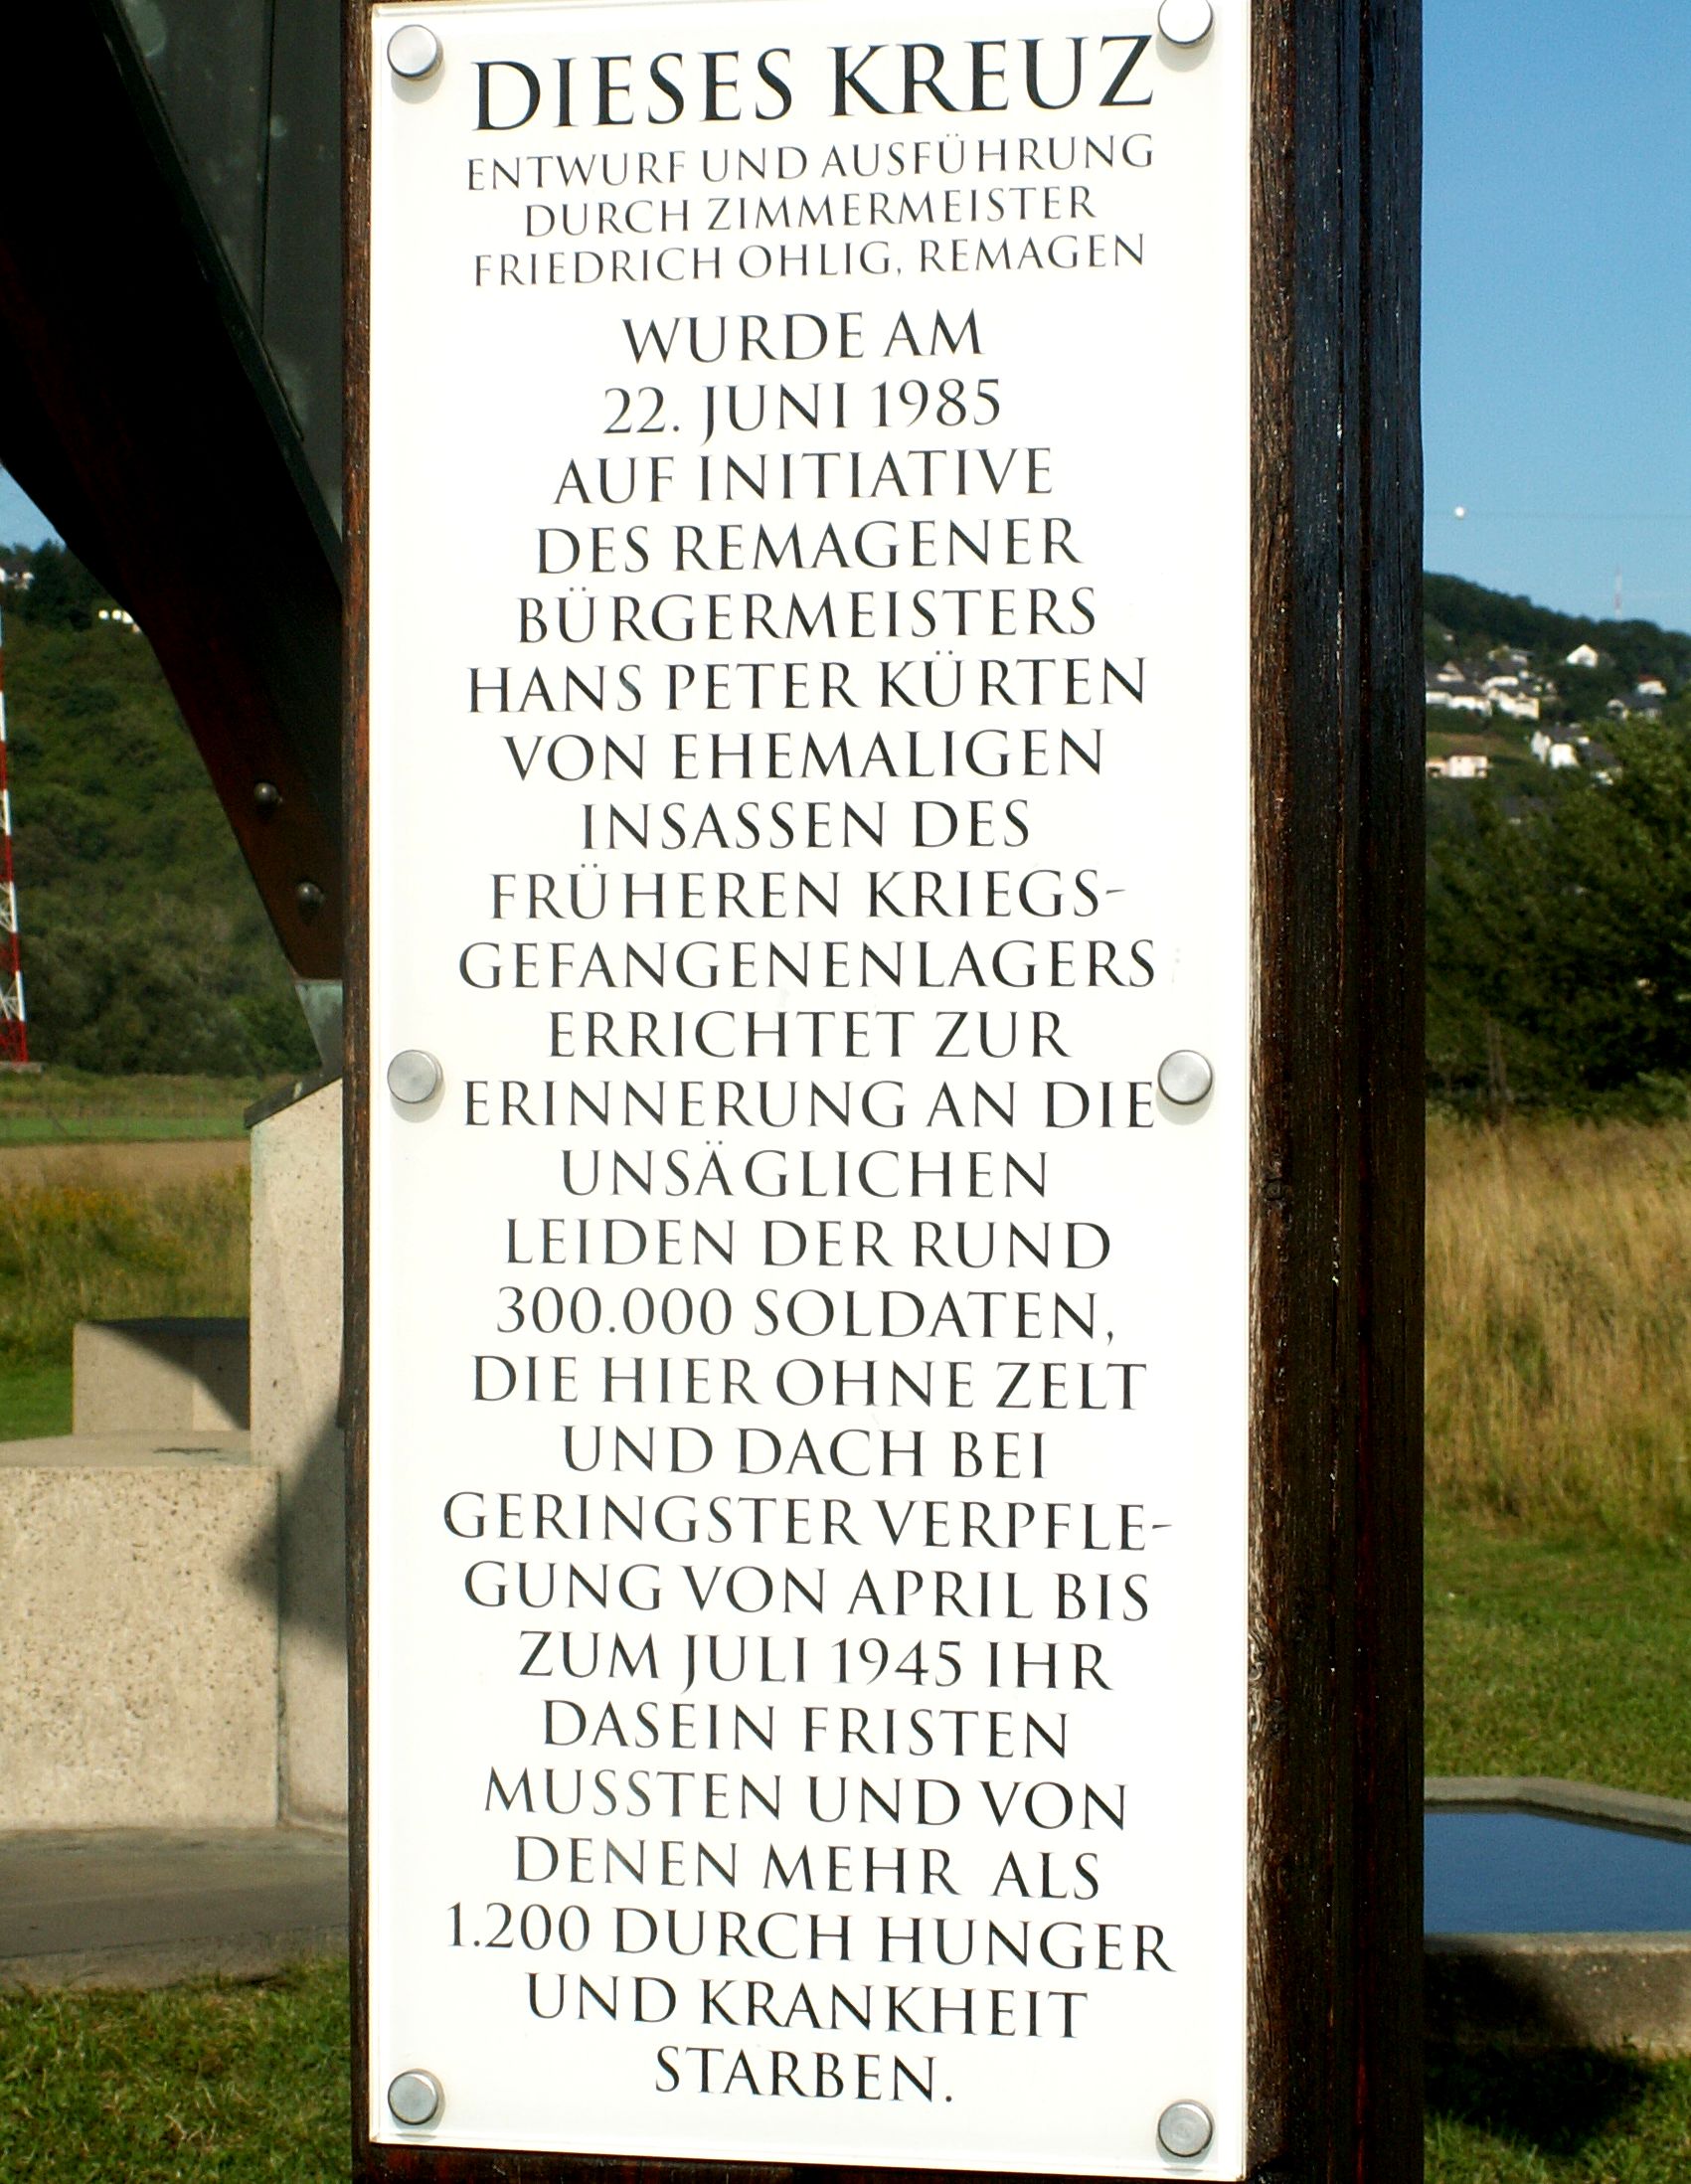 DIESES KREUZ
ENTWURF UND AUSFÜHRUNG
DURCH ZIMMERMEISTER
FRIEDRICH OHLIG, REMAGEN
WURDE AM
22. JUNI 1985
AUF INITIATIVE
DES REMAGENER
BÜRGERMEISTERS
HANS PETER KÜRTEN
VON EHEMALIGEN
INSASSEN DES
FRÜHEREN KRIEGS-
GEFANGENENLAGERS
ERRICHTET ZUR
ERINNERUNG AN DIE
UNSÄGLICHEN
LEIDEN DER RUND
300.000 SOLDATEN,
DIE HIER OHNE ZELT
UND DACH BEI
GERINGSTER VERPFLE-
GUNG VON APRIL BIS
ZUM JULI 1945 IHR
DASEIN FRISTEN
MUSSTEN UND VON
DENEN MEHR ALS
1.200 DURCH HUNGER
UND KRANKHEIT
STARBEN.